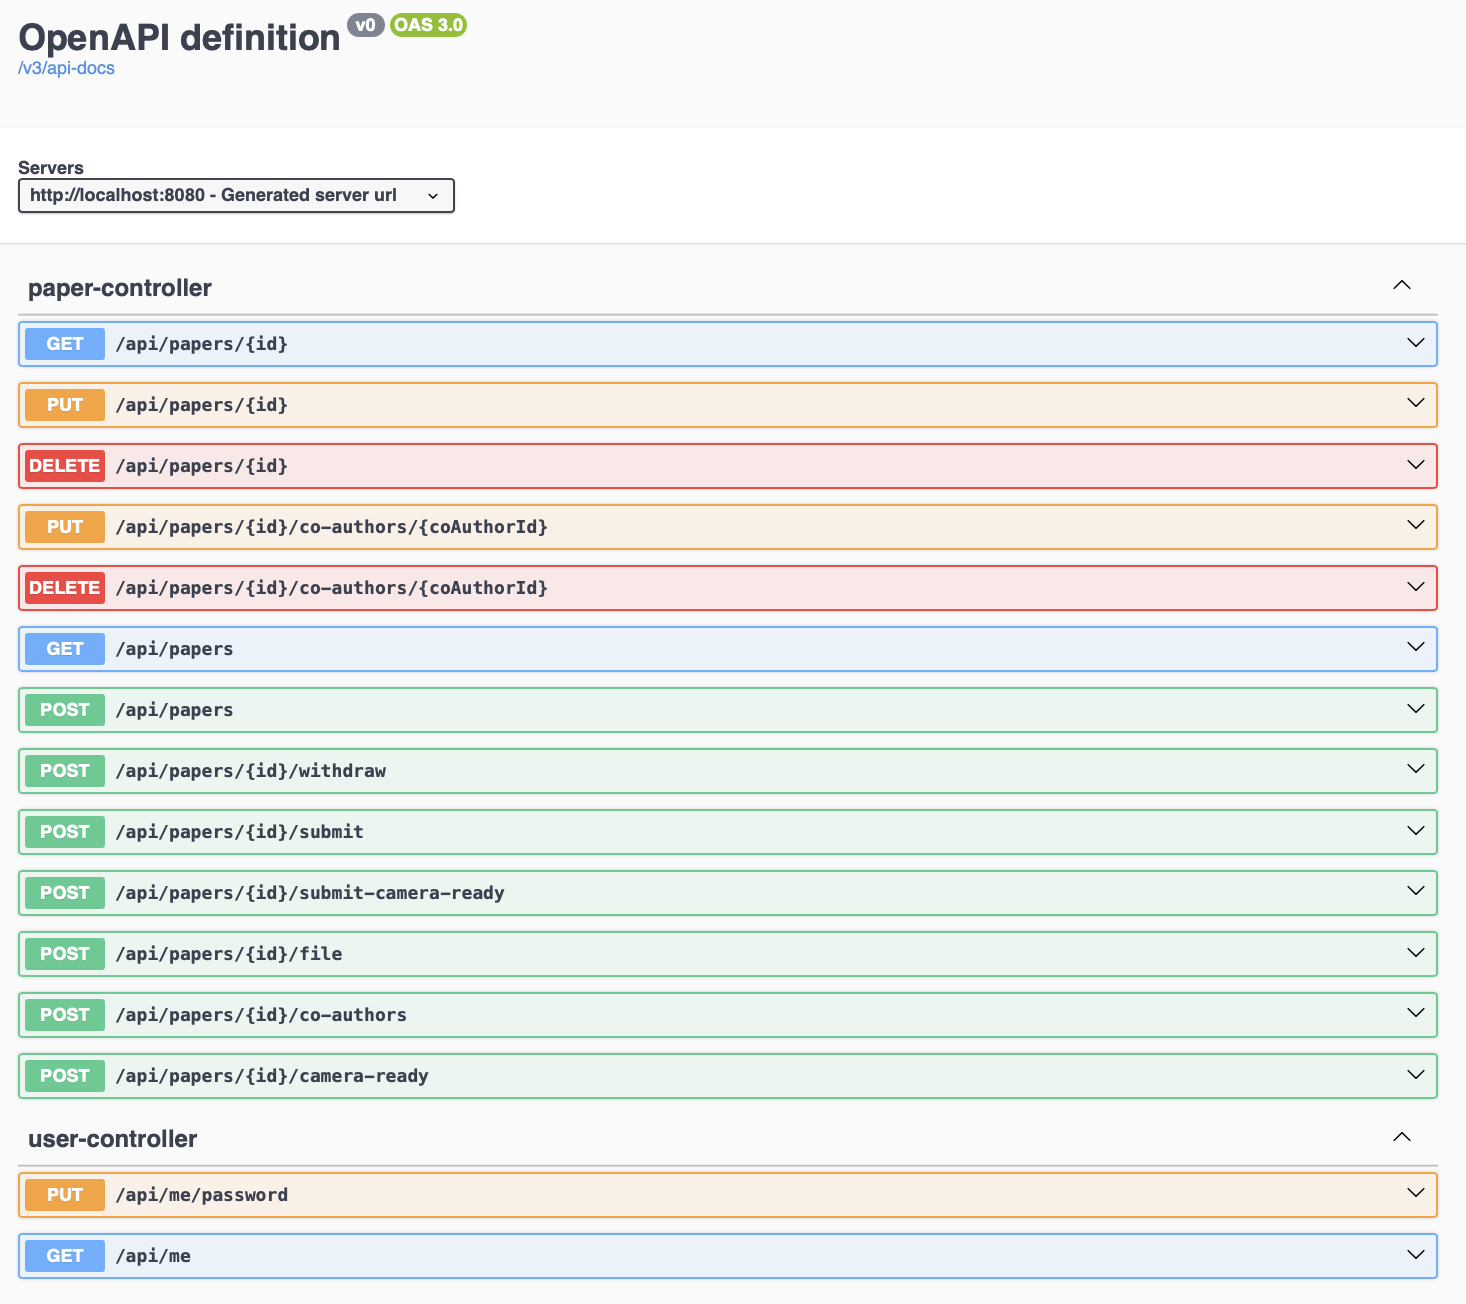 OpenAPI definition v0 OAS 3.0
/v3/api-docs
Servers
http://localhost:8080 - Generated server url
paper-controller
GET /api/papers/{id}
PUT /api/papers/{id}
DELETE /api/papers/{id}
PUT /api/papers/{id}/co-authors/{coAuthorId}
DELETE /api/papers/{id}/co-authors/{coAuthorId}
GET /api/papers
POST /api/papers
POST /api/papers/{id}/withdraw
POST /api/papers/{id}/submit
POST /api/papers/{id}/submit-camera-ready
POST /api/papers/{id}/file
POST /api/papers/{id}/co-authors
POST /api/papers/{id}/camera-ready
user-controller
PUT /api/me/password
GET /api/me